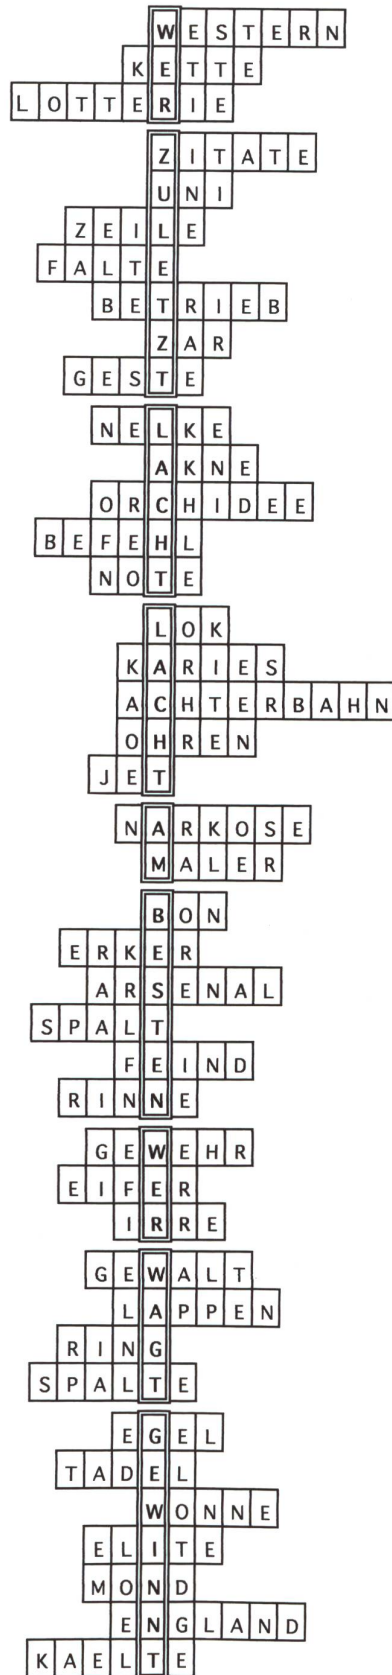 WESTERN
KETTE
LOTTERIE
ZITATE
UNI
ZEILE
FALTE
BETRIEB
ZAR
GESTE
NELKE
AKNE
ORCHIDEE
BEFEHL
NOTE
LOK
KARIES
ACHTERBAHN
OHREN
JET
NARKOSE
MALER
BON
ERKER
ARSENAL
SPALT
FEIND
RINNE
GEWEHR
EIFER
IRRE
GEWALT
LAPPEN
RING
SPALTE
EGEL
TADEL
WONNE
ELITE
MOND
ENGLAND
KAELTE